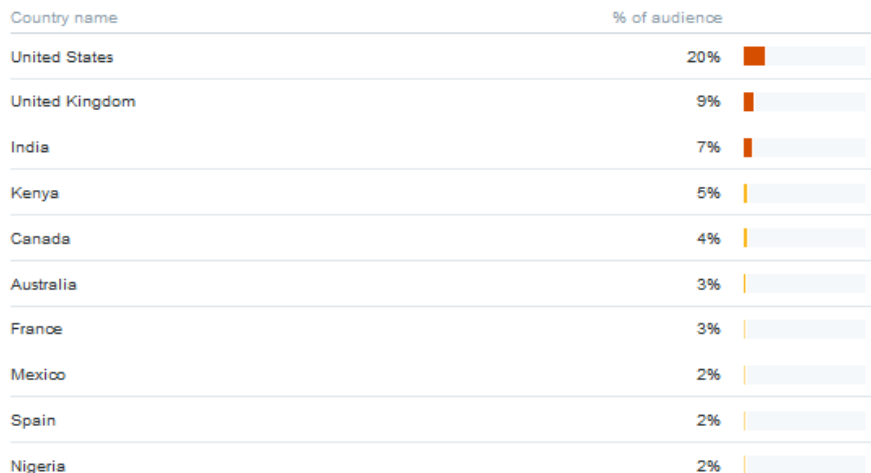 Country name % of audience
United States 20%
United Kingdom 9%
India 7%
Kenya 5%
Canada 4%
Australia 3%
France 3%
Mexico 2%
Spain 2%
Nigeria 2%